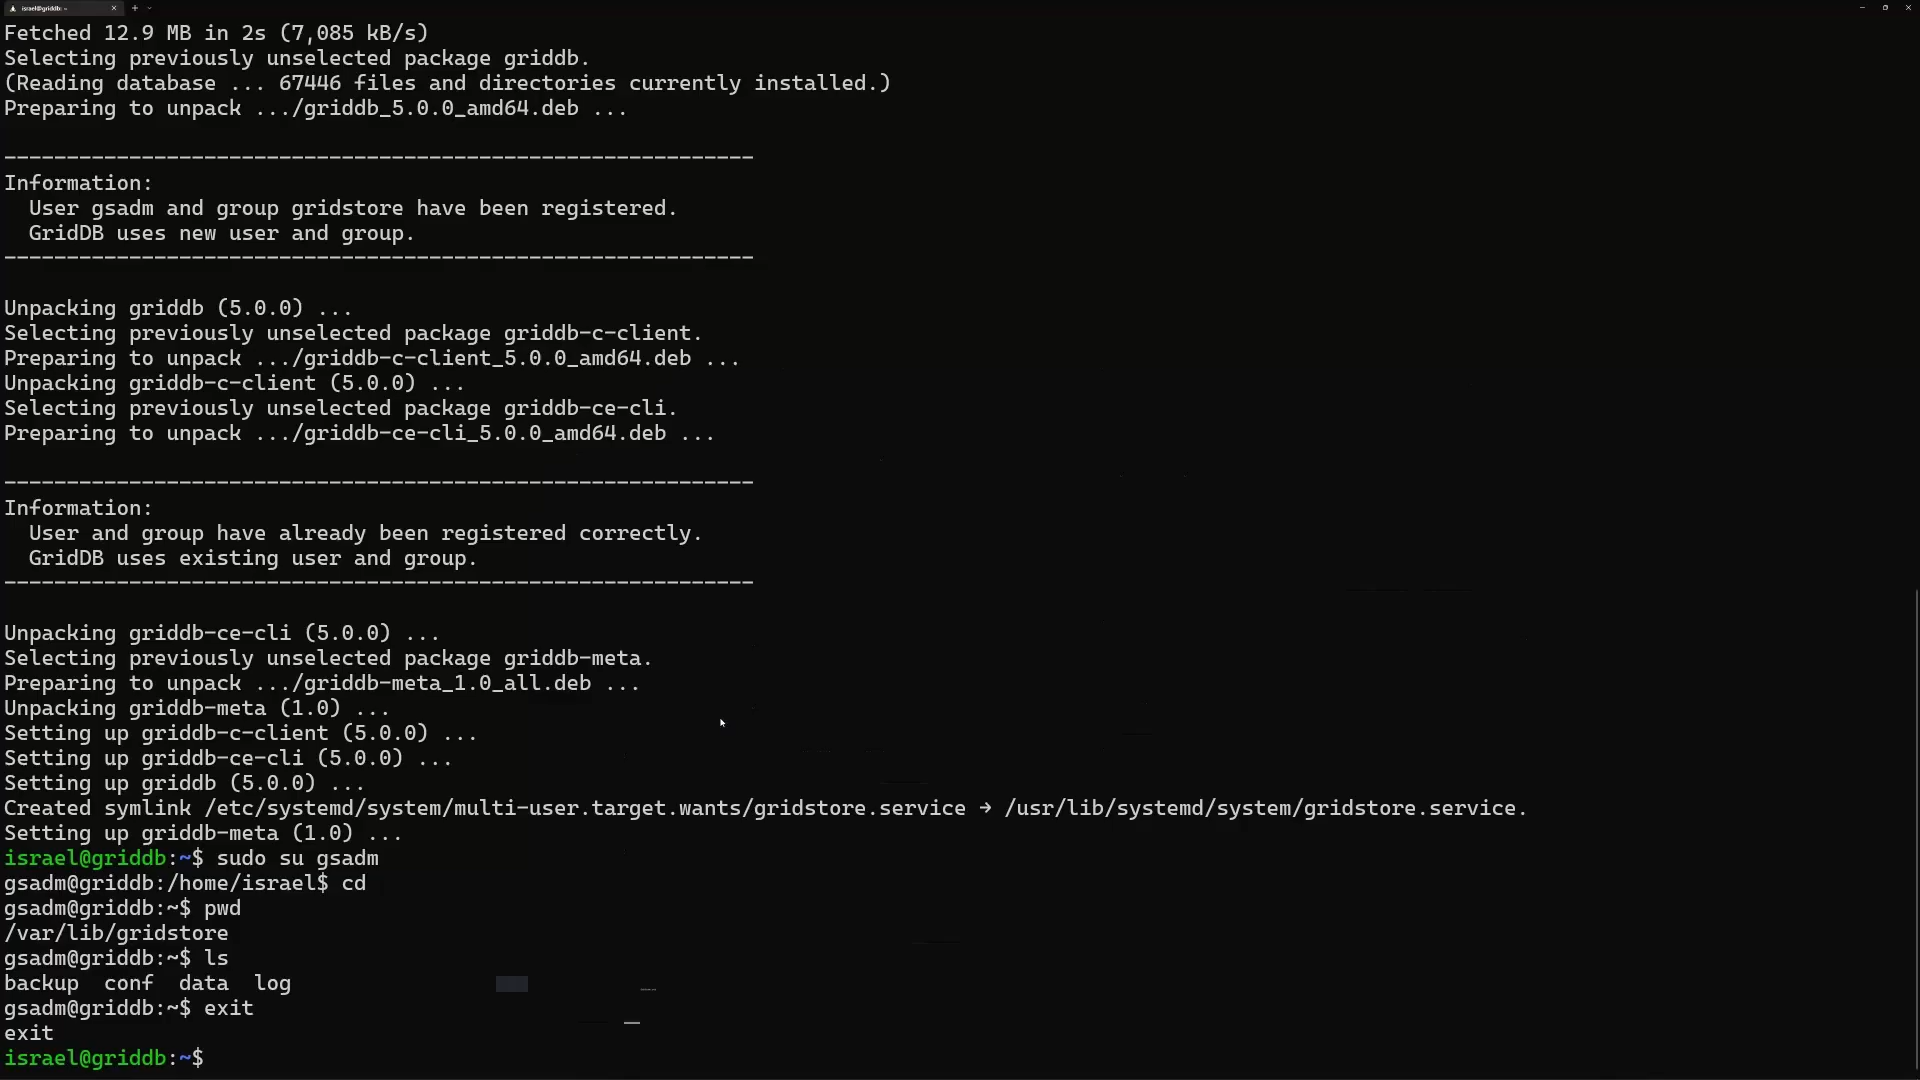 israel@griddb: ~
Fetched 12.9 MB in 2s (7,085 kB/s)
Selecting previously unselected package griddb.
(Reading database ... 67446 files and directories currently installed.)
Preparing to unpack .../griddb_5.0.0_amd64.deb ...
------------------------------------------------------------
Information:
  User gsadm and group gridstore have been registered.
  GridDB uses new user and group.
------------------------------------------------------------
Unpacking griddb (5.0.0) ...
Selecting previously unselected package griddb-c-client.
Preparing to unpack .../griddb-c-client_5.0.0_amd64.deb ...
Unpacking griddb-c-client (5.0.0) ...
Selecting previously unselected package griddb-ce-cli.
Preparing to unpack .../griddb-ce-cli_5.0.0_amd64.deb ...
------------------------------------------------------------
Information:
  User and group have already been registered correctly.
  GridDB uses existing user and group.
------------------------------------------------------------
Unpacking griddb-ce-cli (5.0.0) ...
Selecting previously unselected package griddb-meta.
Preparing to unpack .../griddb-meta_1.0_all.deb ...
Unpacking griddb-meta (1.0) ...
Setting up griddb-c-client (5.0.0) ...
Setting up griddb-ce-cli (5.0.0) ...
Setting up griddb (5.0.0) ...
Created symlink /etc/systemd/system/multi-user.target.wants/gridstore.service → /usr/lib/systemd/system/gridstore.service.
Setting up griddb-meta (1.0) ...
israel@griddb:~$ sudo su gsadm
gsadm@griddb:/home/israel$ cd
gsadm@griddb:~$ pwd
/var/lib/gridstore
gsadm@griddb:~$ ls
backup  conf  data  log
gsadm@griddb:~$ exit
exit
israel@griddb:~$